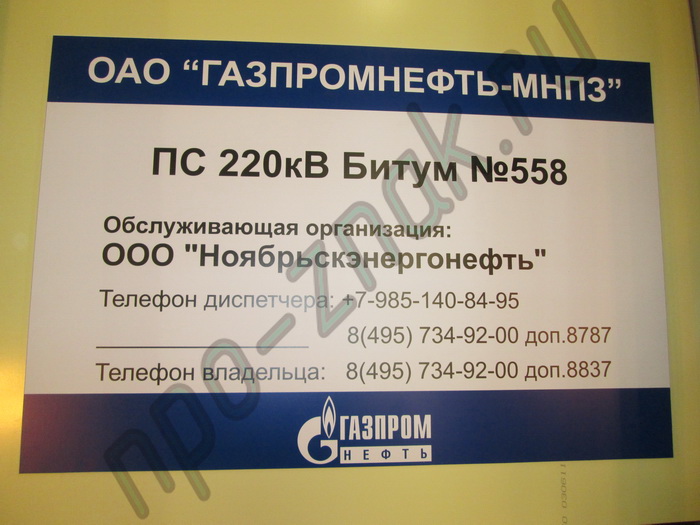 ОАО “ГАЗПРОМНЕФТЬ-МНПЗ”
ПС 220кВ Битум №558
Обслуживающая организация:
ООО "Ноябрьскэнергонефть"
Телефон диспетчера: +7-985-140-84-95
8(495) 734-92-00 доп.8787
Телефон владельца: 8(495) 734-92-00 доп.8837
ГАЗПРОМ
НЕФТЬ
npo-znak.ru